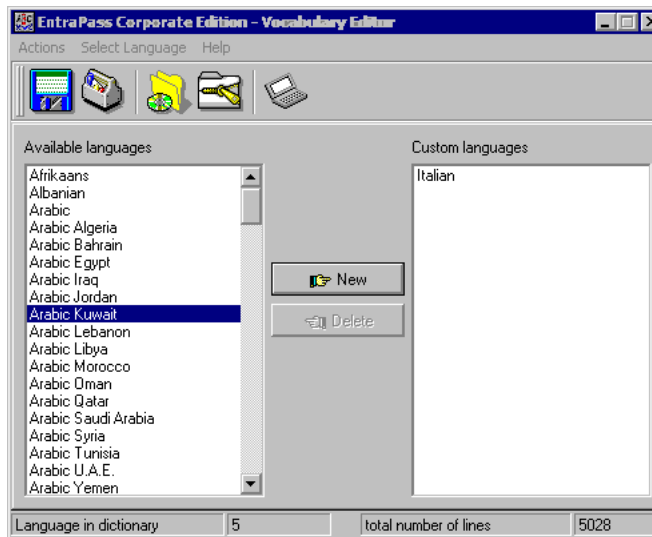 EntraPass Corporate Edition - Vocabulary Editor
Actions Select Language Help
Available languages
Custom languages
Afrikaans
Albanian
Arabic
Arabic Algeria
Arabic Bahrain
Arabic Egypt
Arabic Iraq
Arabic Jordan
Arabic Kuwait
Arabic Lebanon
Arabic Libya
Arabic Morocco
Arabic Oman
Arabic Qatar
Arabic Saudi Arabia
Arabic Syria
Arabic Tunisia
Arabic U.A.E.
Arabic Yemen
New
Delete
Italian
Language in dictionary 5 total number of lines 5028